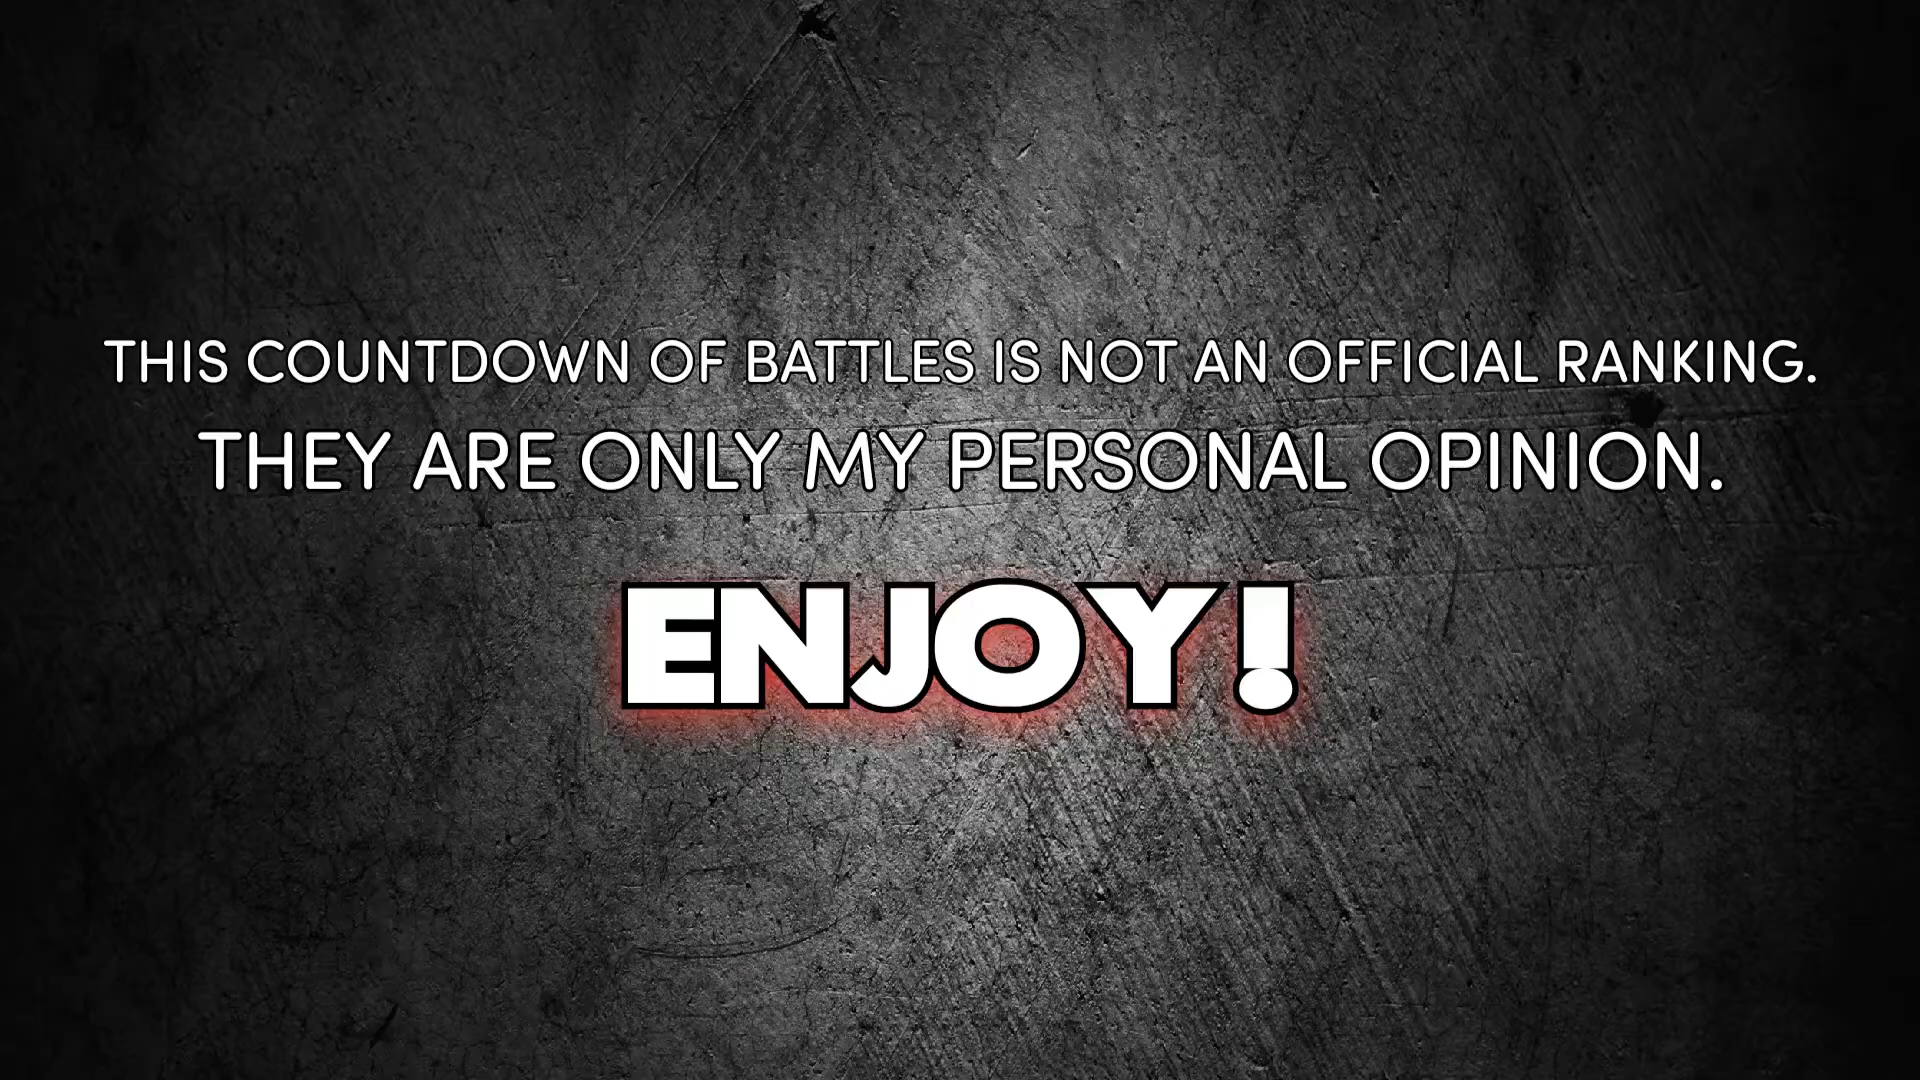 THIS COUNTDOWN OF BATTLES IS NOT AN OFFICIAL RANKING.
THEY ARE ONLY MY PERSONAL OPINION.
ENJOY!